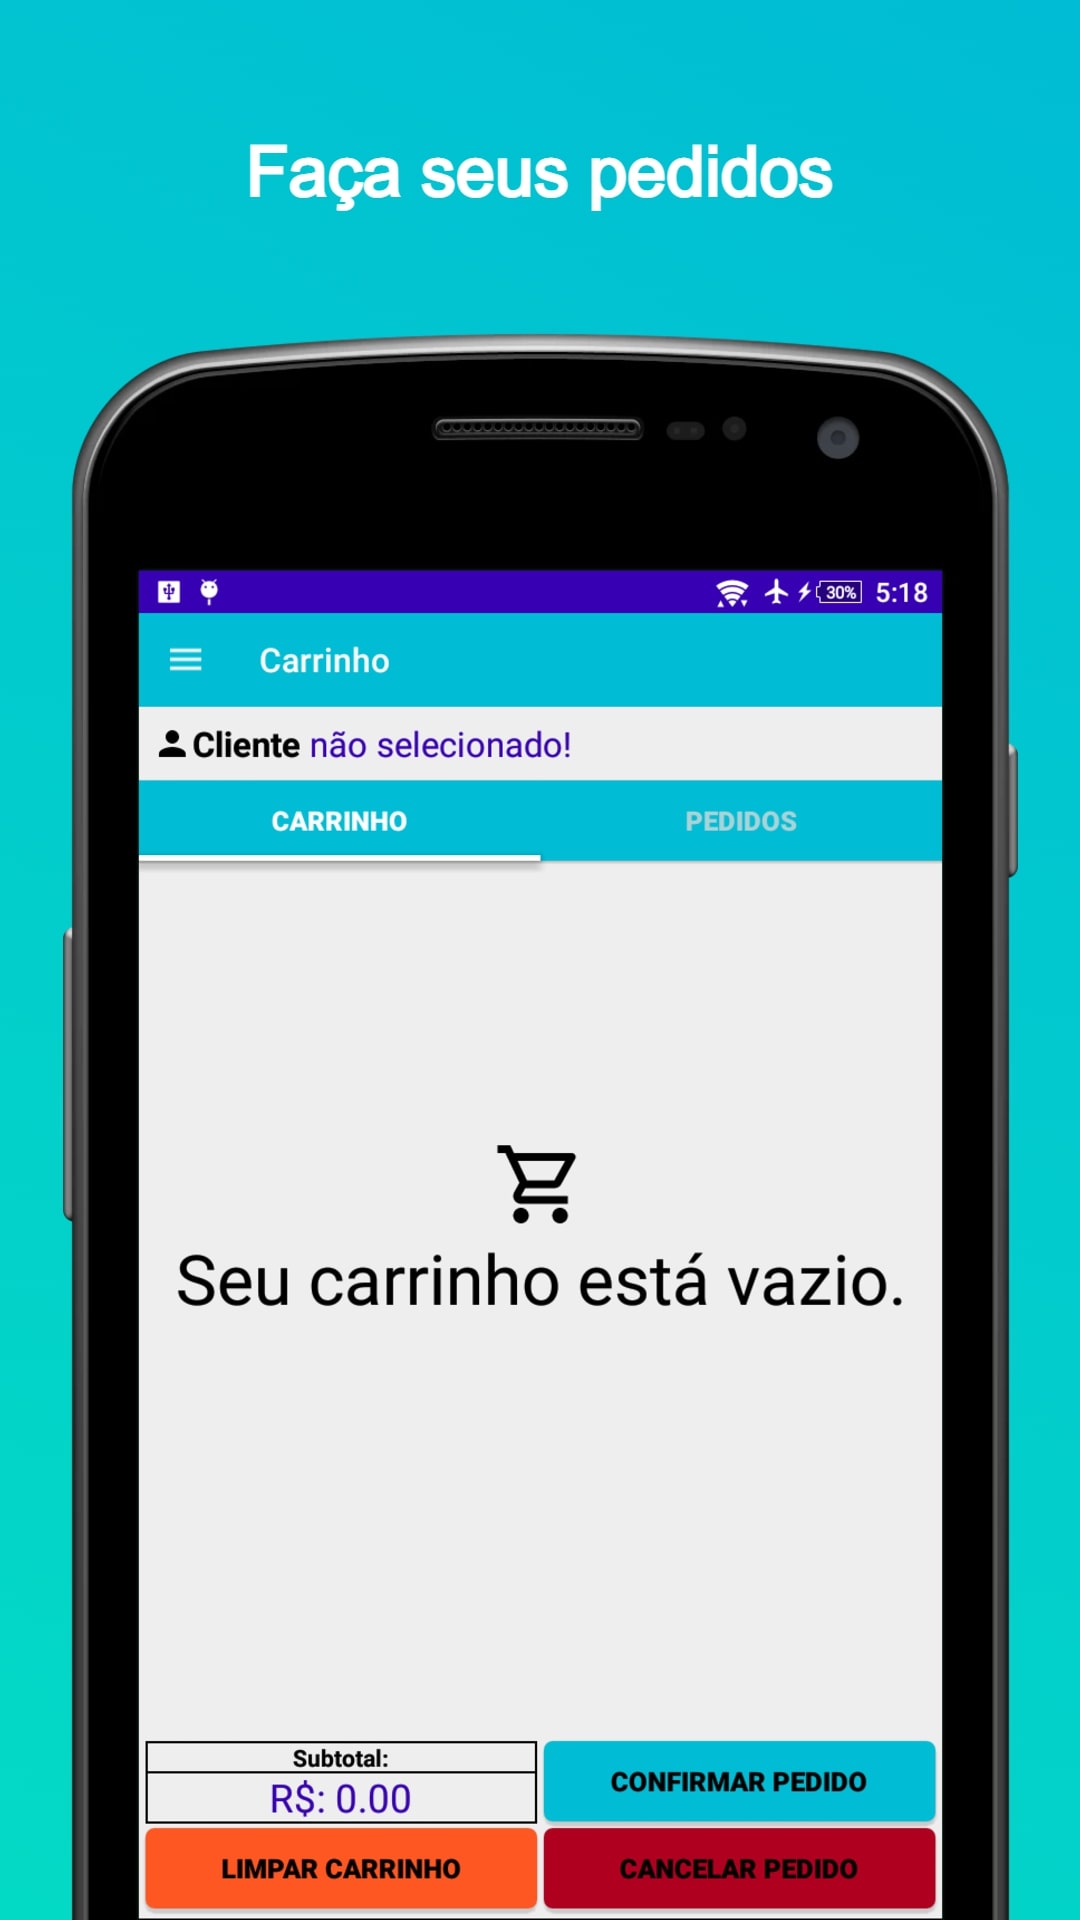 Faça seus pedidos
30% 5:18
Carrinho
Cliente não selecionado!
CARRINHO PEDIDOS
Seu carrinho está vazio.
Subtotal:
R$: 0.00
CONFIRMAR PEDIDO
LIMPAR CARRINHO CANCELAR PEDIDO